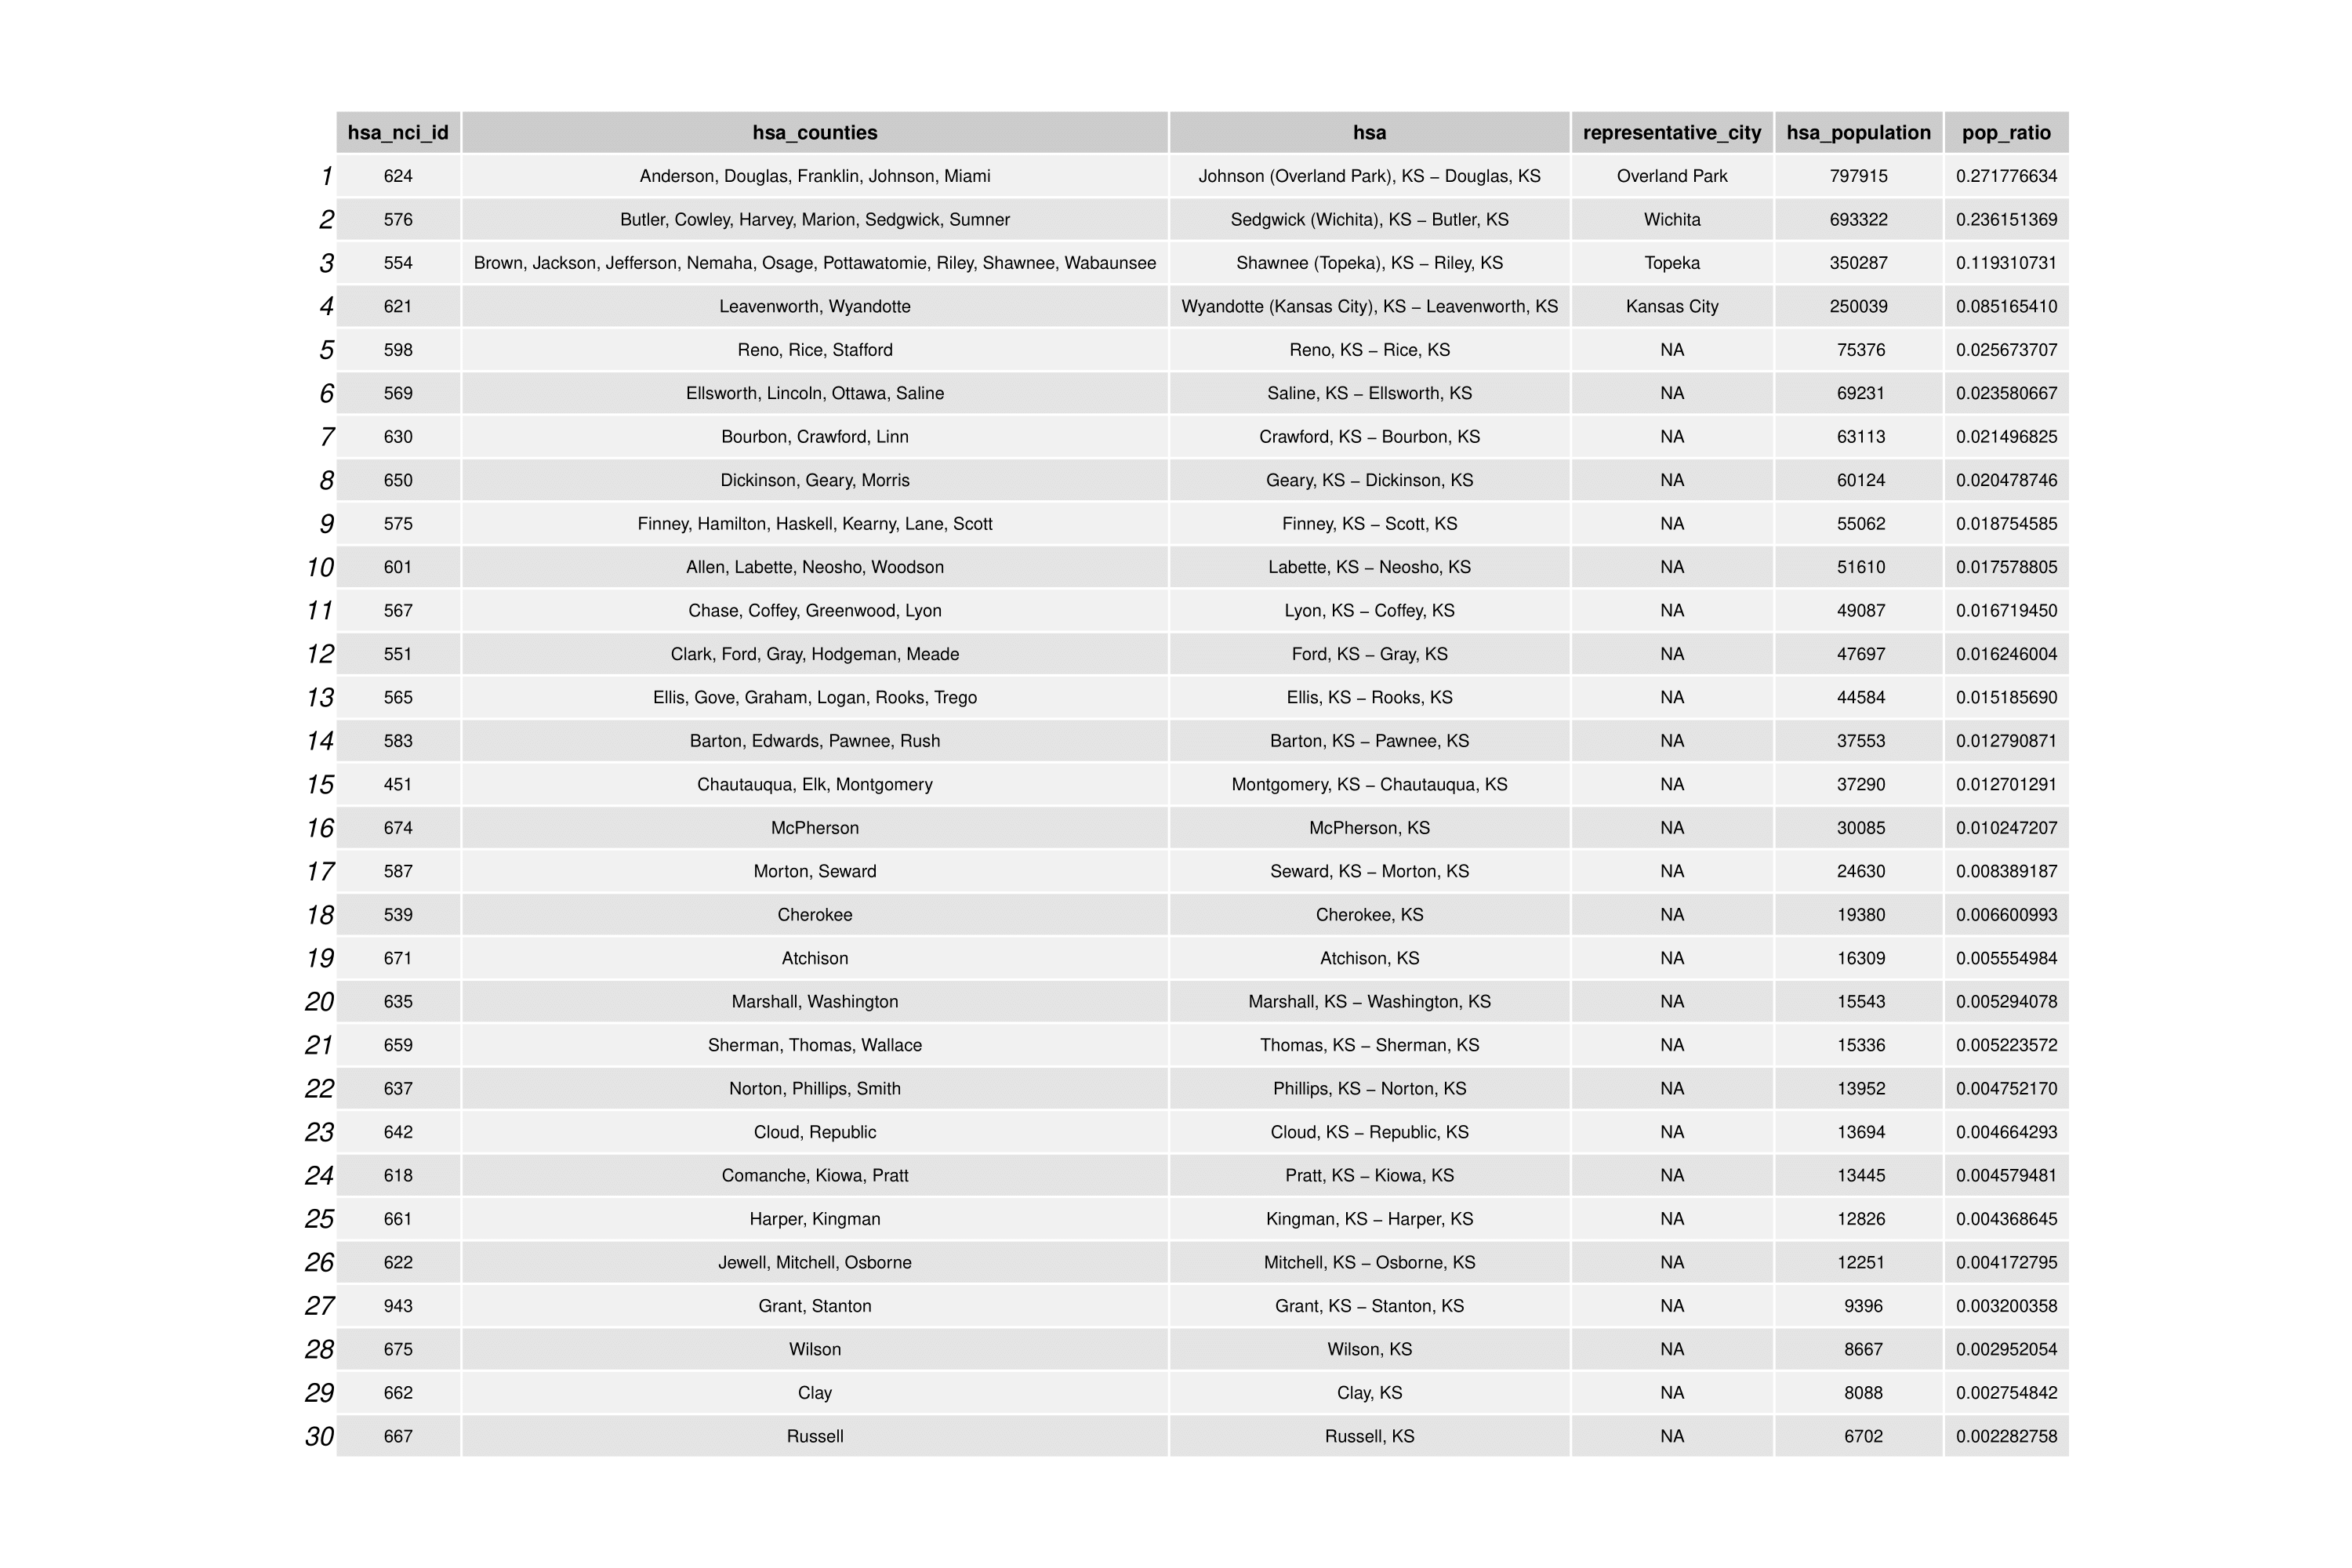 hsa_nci_id hsa_counties hsa representative_city hsa_population pop_ratio
1 624 Anderson, Douglas, Franklin, Johnson, Miami Johnson (Overland Park), KS − Douglas, KS Overland Park 797915 0.271776634
2 576 Butler, Cowley, Harvey, Marion, Sedgwick, Sumner Sedgwick (Wichita), KS − Butler, KS Wichita 693322 0.236151369
3 554 Brown, Jackson, Jefferson, Nemaha, Osage, Pottawatomie, Riley, Shawnee, Wabaunsee Shawnee (Topeka), KS − Riley, KS Topeka 350287 0.119310731
4 621 Leavenworth, Wyandotte Wyandotte (Kansas City), KS − Leavenworth, KS Kansas City 250039 0.085165410
5 598 Reno, Rice, Stafford Reno, KS − Rice, KS NA 75376 0.025673707
6 569 Ellsworth, Lincoln, Ottawa, Saline Saline, KS − Ellsworth, KS NA 69231 0.023580667
7 630 Bourbon, Crawford, Linn Crawford, KS − Bourbon, KS NA 63113 0.021496825
8 650 Dickinson, Geary, Morris Geary, KS − Dickinson, KS NA 60124 0.020478746
9 575 Finney, Hamilton, Haskell, Kearny, Lane, Scott Finney, KS − Scott, KS NA 55062 0.018754585
10 601 Allen, Labette, Neosho, Woodson Labette, KS − Neosho, KS NA 51610 0.017578805
11 567 Chase, Coffey, Greenwood, Lyon Lyon, KS − Coffey, KS NA 49087 0.016719450
12 551 Clark, Ford, Gray, Hodgeman, Meade Ford, KS − Gray, KS NA 47697 0.016246004
13 565 Ellis, Gove, Graham, Logan, Rooks, Trego Ellis, KS − Rooks, KS NA 44584 0.015185690
14 583 Barton, Edwards, Pawnee, Rush Barton, KS − Pawnee, KS NA 37553 0.012790871
15 451 Chautauqua, Elk, Montgomery Montgomery, KS − Chautauqua, KS NA 37290 0.012701291
16 674 McPherson McPherson, KS NA 30085 0.010247207
17 587 Morton, Seward Seward, KS − Morton, KS NA 24630 0.008389187
18 539 Cherokee Cherokee, KS NA 19380 0.006600993
19 671 Atchison Atchison, KS NA 16309 0.005554984
20 635 Marshall, Washington Marshall, KS − Washington, KS NA 15543 0.005294078
21 659 Sherman, Thomas, Wallace Thomas, KS − Sherman, KS NA 15336 0.005223572
22 637 Norton, Phillips, Smith Phillips, KS − Norton, KS NA 13952 0.004752170
23 642 Cloud, Republic Cloud, KS − Republic, KS NA 13694 0.004664293
24 618 Comanche, Kiowa, Pratt Pratt, KS − Kiowa, KS NA 13445 0.004579481
25 661 Harper, Kingman Kingman, KS − Harper, KS NA 12826 0.004368645
26 622 Jewell, Mitchell, Osborne Mitchell, KS − Osborne, KS NA 12251 0.004172795
27 943 Grant, Stanton Grant, KS − Stanton, KS NA 9396 0.003200358
28 675 Wilson Wilson, KS NA 8667 0.002952054
29 662 Clay Clay, KS NA 8088 0.002754842
30 667 Russell Russell, KS NA 6702 0.002282758